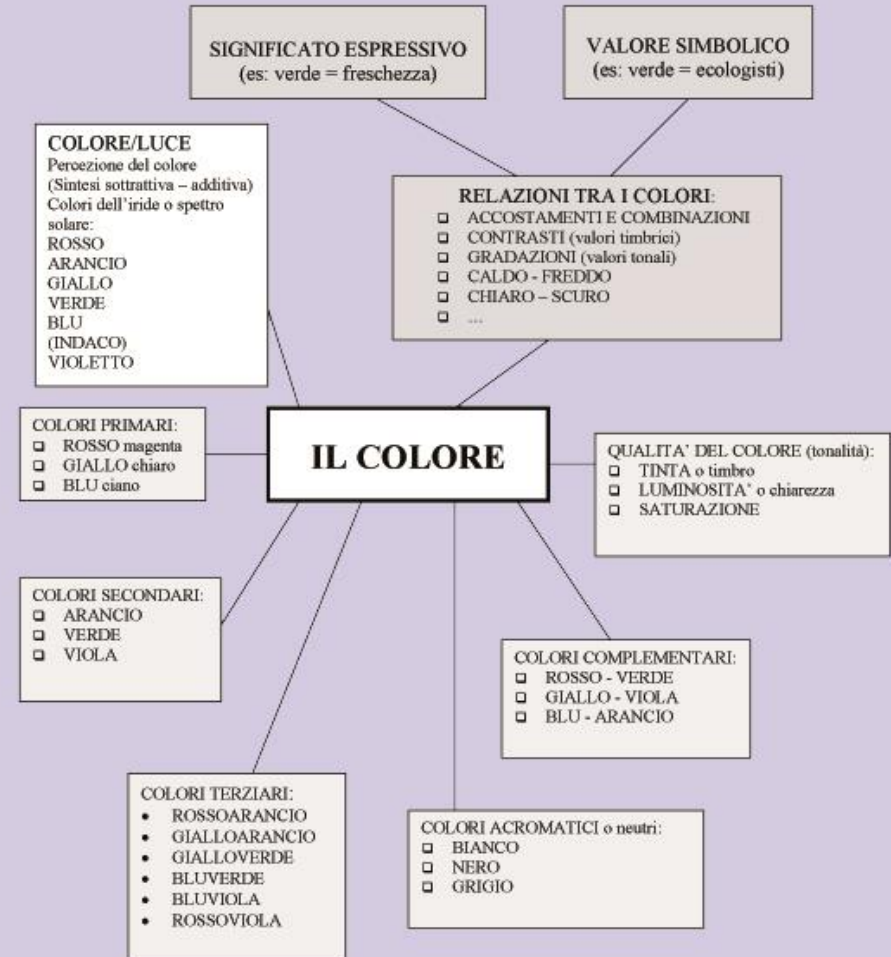 SIGNIFICATO ESPRESSIVO
(es: verde = freschezza)
VALORE SIMBOLICO
(es: verde = ecologisti)
COLORE/LUCE
Percezione del colore
(Sintesi sottrattiva – additiva)
Colori dell'iride o spettro
solare:
ROSSO
ARANCIO
GIALLO
VERDE
BLU
(INDACO)
VIOLETTO
RELAZIONI TRA I COLORI:
❑ ACCOSTAMENTI E COMBINAZIONI
❑ CONTRASTI (valori timbrici)
❑ GRADAZIONI (valori tonali)
❑ CALDO - FREDDO
❑ CHIARO – SCURO
❑ ...
COLORI PRIMARI:
❑ ROSSO magenta
❑ GIALLO chiaro
❑ BLU ciano
IL COLORE
QUALITA' DEL COLORE (tonalità):
❑ TINTA o timbro
❑ LUMINOSITA' o chiarezza
❑ SATURAZIONE
COLORI SECONDARI:
❑ ARANCIO
❑ VERDE
❑ VIOLA
COLORI COMPLEMENTARI:
❑ ROSSO - VERDE
❑ GIALLO - VIOLA
❑ BLU - ARANCIO
COLORI TERZIARI:
• ROSSOARANCIO
• GIALLOARANCIO
• GIALLOVERDE
• BLUVERDE
• BLUVIOLA
• ROSSOVIOLA
COLORI ACROMATICI o neutri:
❑ BIANCO
❑ NERO
❑ GRIGIO